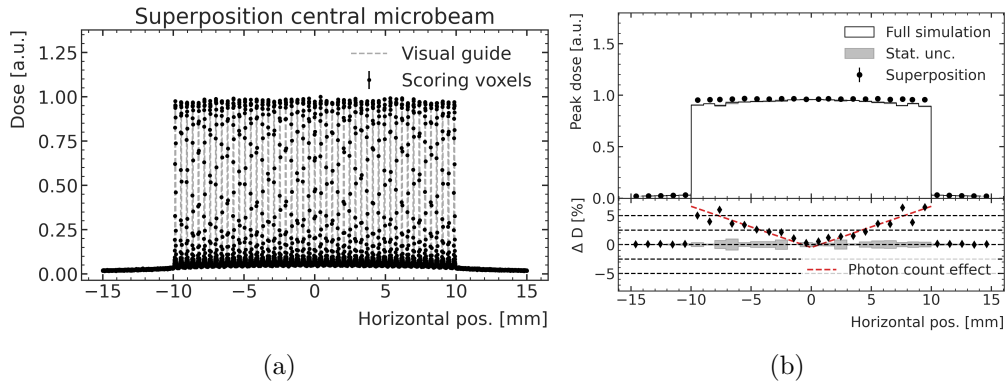 Superposition central microbeam
Dose [a.u.]
1.25
1.00
0.75
0.50
0.25
0.00
Visual guide
Scoring voxels
−15 −10 −5 0 5 10 15
Horizontal pos. [mm]
(a)
Peak dose [a.u.]
1.5
1.0
0.5
0.0
Full simulation
Stat. unc.
Superposition
Δ D [%]
5
0
−5
Photon count effect
−15 −10 −5 0 5 10 15
Horizontal pos. [mm]
(b)